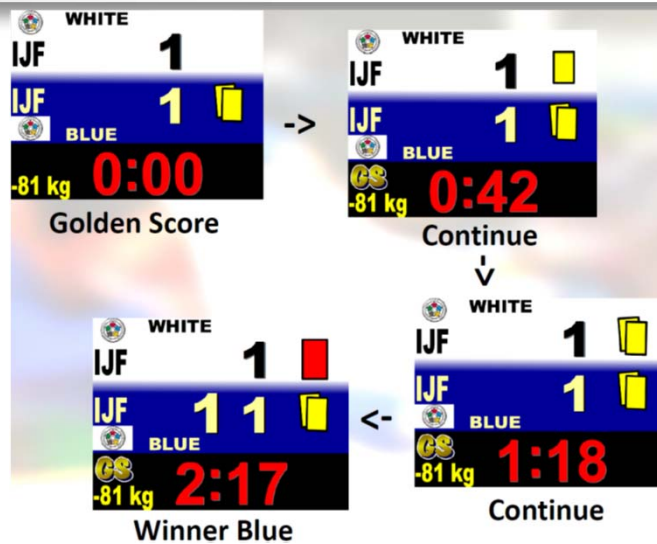 WHITE
IJF 1
IJF 1
BLUE
-81 kg 0:00
Golden Score
->
WHITE
IJF 1
IJF 1
BLUE
GS
-81 kg 0:42
Continue
->
WHITE
IJF 1
IJF 1
BLUE
GS
-81 kg 1:18
Continue
<-
WHITE
IJF 1
IJF 1 1
BLUE
GS
-81 kg 2:17
Winner Blue